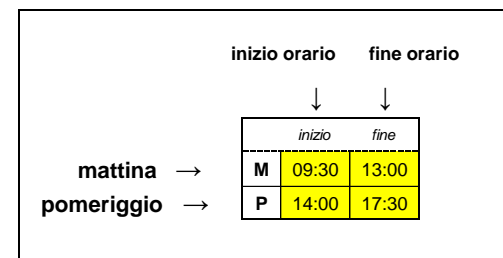 inizio orario fine orario
↓ ↓
inizio fine
mattina → M 09:30 13:00
pomeriggio → P 14:00 17:30